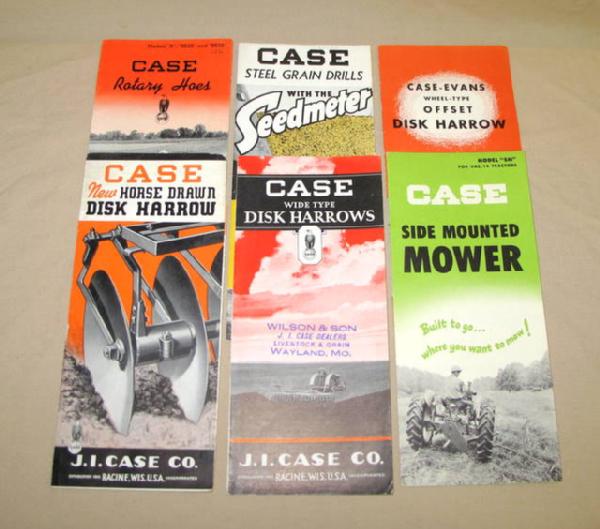 CASE
Rotary Hoes
CASE
STEEL GRAIN DRILLS
WITH THE
Seedmeter
CASE-EVANS
WHEEL-TYPE
OFFSET
DISK HARROW
CASE
New HORSE DRAWN
DISK HARROW
J.I. CASE CO.
RACINE, WIS. U.S.A.
CASE
WIDE TYPE
DISK HARROWS
WILSON & SON
J. I. CASE DEALERS
LIVESTOCK & GRAIN
WAYLAND, MO.
J.I. CASE CO.
RACINE, WIS. U.S.A.
MODEL
CASE
SIDE MOUNTED
MOWER
Built to go...
where you want to mow!